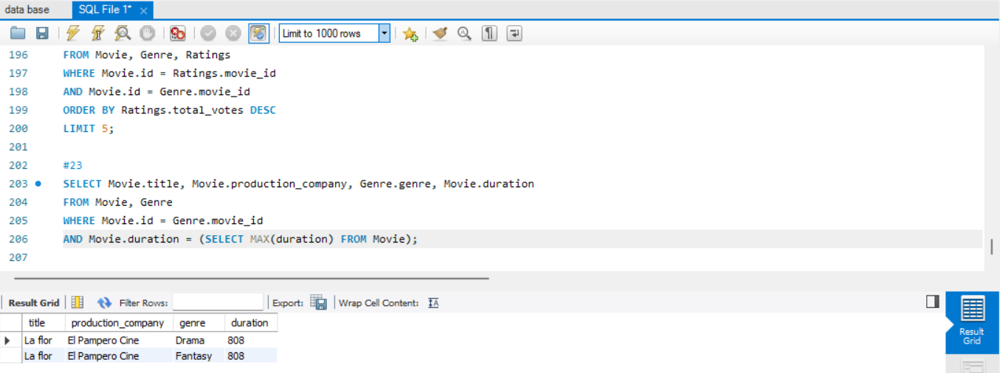 data base SQL File 1* ×
Limit to 1000 rows
196 FROM Movie, Genre, Ratings
197 WHERE Movie.id = Ratings.movie_id
198 AND Movie.id = Genre.movie_id
199 ORDER BY Ratings.total_votes DESC
200 LIMIT 5;
201
202 #23
203 SELECT Movie.title, Movie.production_company, Genre.genre, Movie.duration
204 FROM Movie, Genre
205 WHERE Movie.id = Genre.movie_id
206 AND Movie.duration = (SELECT MAX(duration) FROM Movie);
207
Result Grid Filter Rows: Export: Wrap Cell Content: IA
title production_company genre duration
La flor El Pampero Cine Drama 808
La flor El Pampero Cine Fantasy 808
Result
Grid